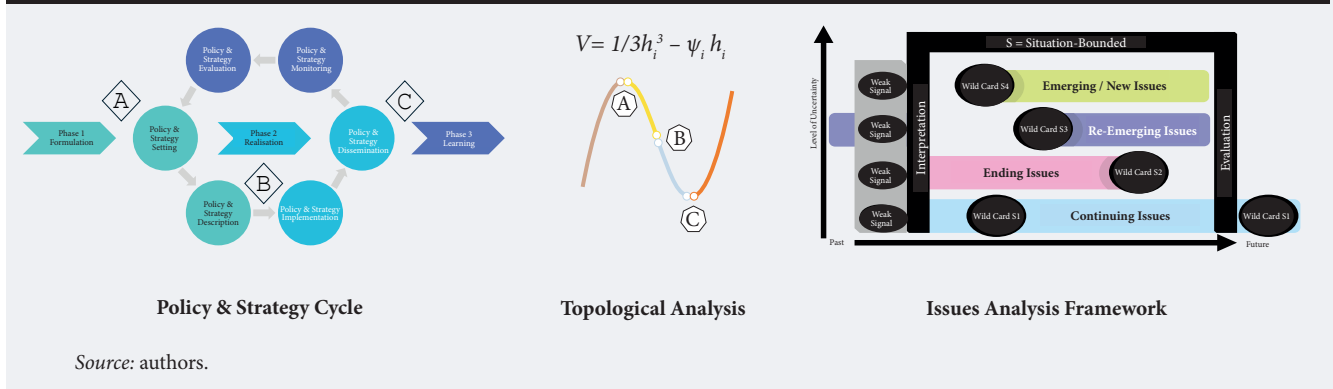 Policy &
Strategy
Evaluation
Policy &
Strategy
Monitoring
A
C
Phase 1
Formulation
Policy &
Strategy
Setting
Phase 2
Realisation
Policy &
Strategy
Dissemination
Phase 3
Learning
B
Policy &
Strategy
Description
Policy & Strategy
Implementation
Policy & Strategy Cycle
V= 1/3hᵢ³ – ψᵢ hᵢ
A
B
C
Topological Analysis
S = Situation-Bounded
Level of Uncertainty
Weak
Signal
Weak
Signal
Weak
Signal
Weak
Signal
Interpretation
Wild Card S4
Emerging / New Issues
Wild Card S3
Re-Emerging Issues
Ending Issues
Wild Card S2
Wild Card S1
Continuing Issues
Evaluation
Wild Card S1
Past
Future
Issues Analysis Framework
Source: authors.